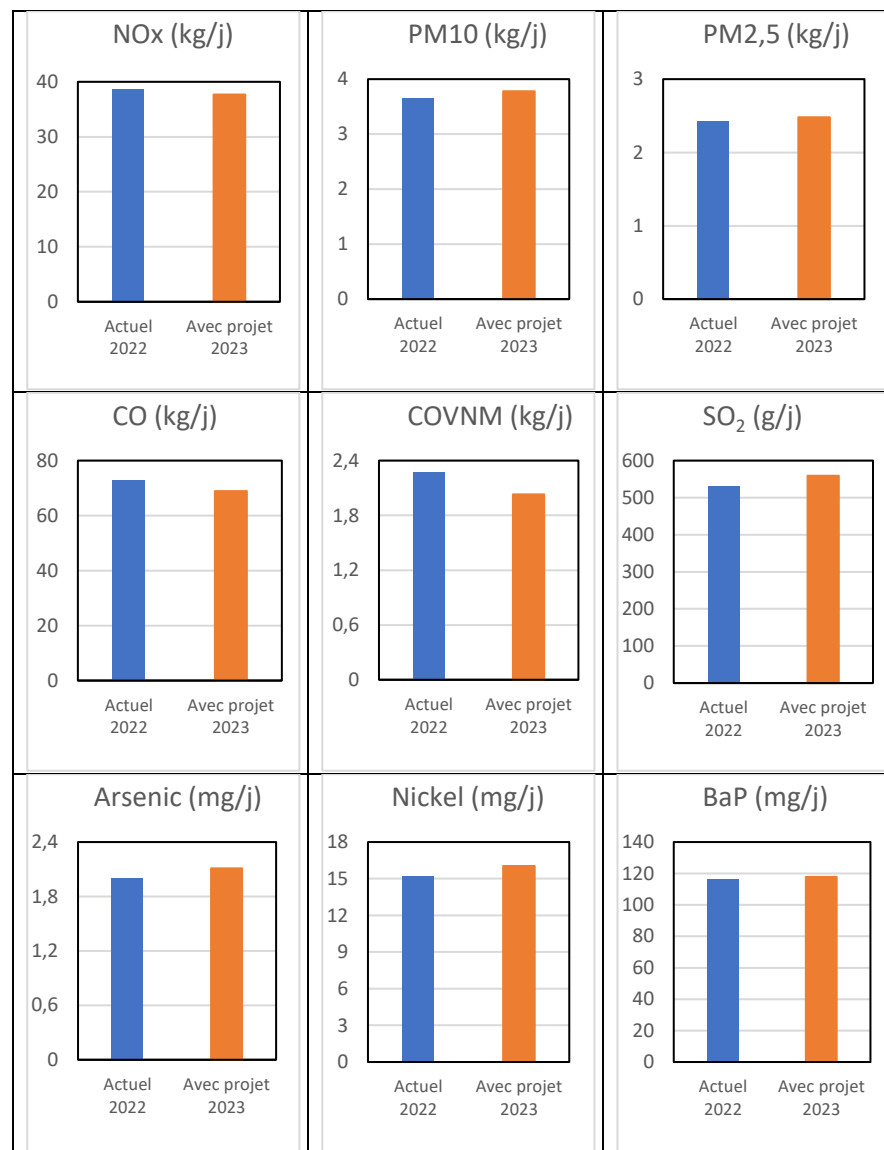 NOx (kg/j)
40
30
20
10
0
Actuel
2022
Avec projet
2023
PM10 (kg/j)
4
3
2
1
0
Actuel
2022
Avec projet
2023
PM2,5 (kg/j)
3
2
1
0
Actuel
2022
Avec projet
2023
CO (kg/j)
80
60
40
20
0
Actuel
2022
Avec projet
2023
COVNM (kg/j)
2,4
1,8
1,2
0,6
0
Actuel
2022
Avec projet
2023
SO₂ (g/j)
600
500
400
300
200
100
0
Actuel
2022
Avec projet
2023
Arsenic (mg/j)
2,4
1,8
1,2
0,6
0
Actuel
2022
Avec projet
2023
Nickel (mg/j)
18
15
12
9
6
3
0
Actuel
2022
Avec projet
2023
BaP (mg/j)
140
120
100
80
60
40
20
0
Actuel
2022
Avec projet
2023